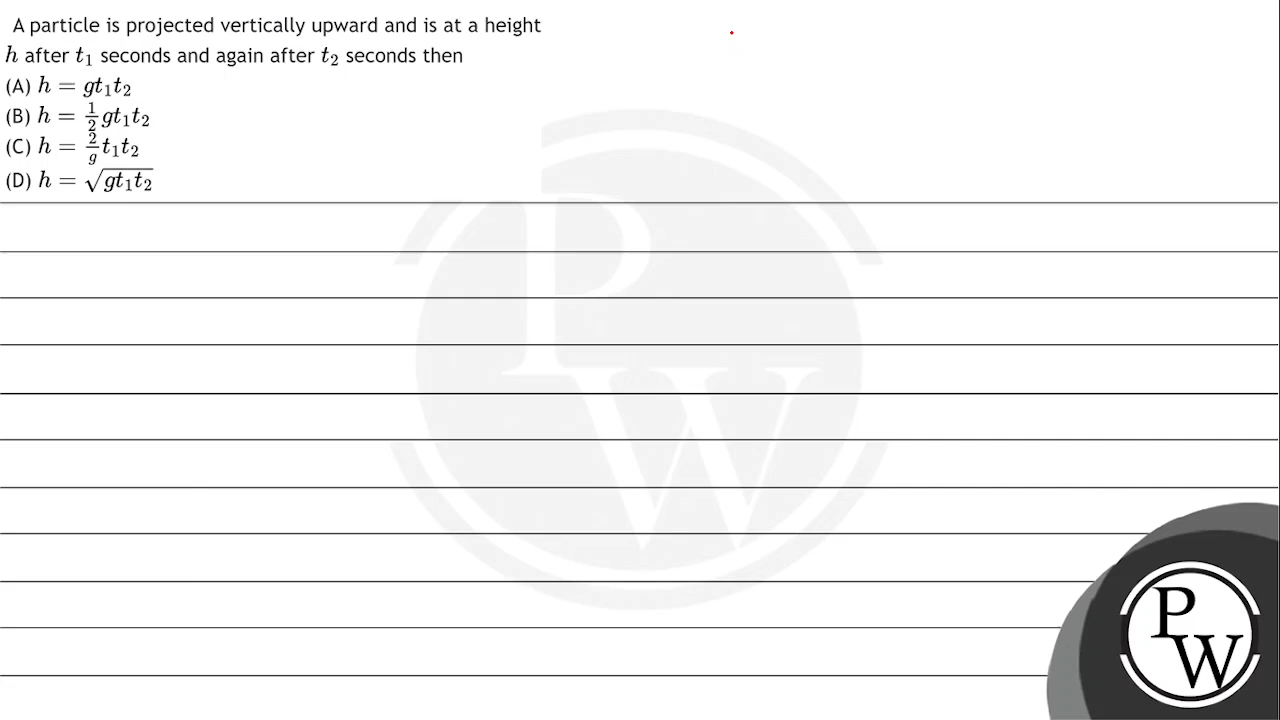 A particle is projected vertically upward and is at a height
h after t₁ seconds and again after t₂ seconds then
(A) h = gt₁t₂
(B) h = ½gt₁t₂
(C) h = 2/g t₁t₂
(D) h = √(gt₁t₂)
P
W
P
W